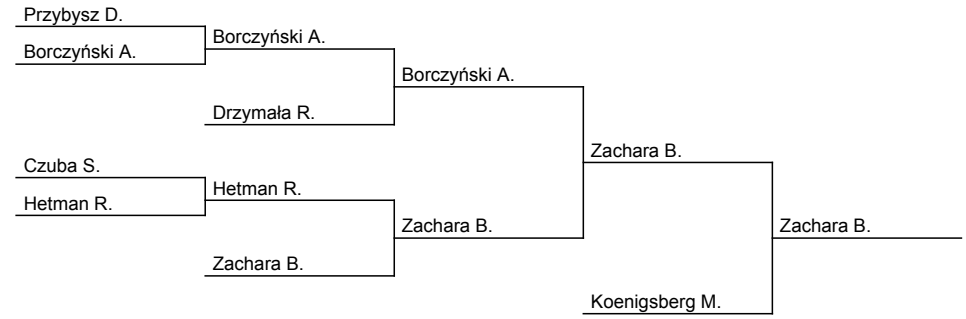 Przybysz D.
Borczyński A.
Borczyński A.
Borczyński A.
Drzymała R.
Zachara B.
Czuba S.
Hetman R.
Hetman R.
Zachara B.
Zachara B.
Zachara B.
Koenigsberg M.